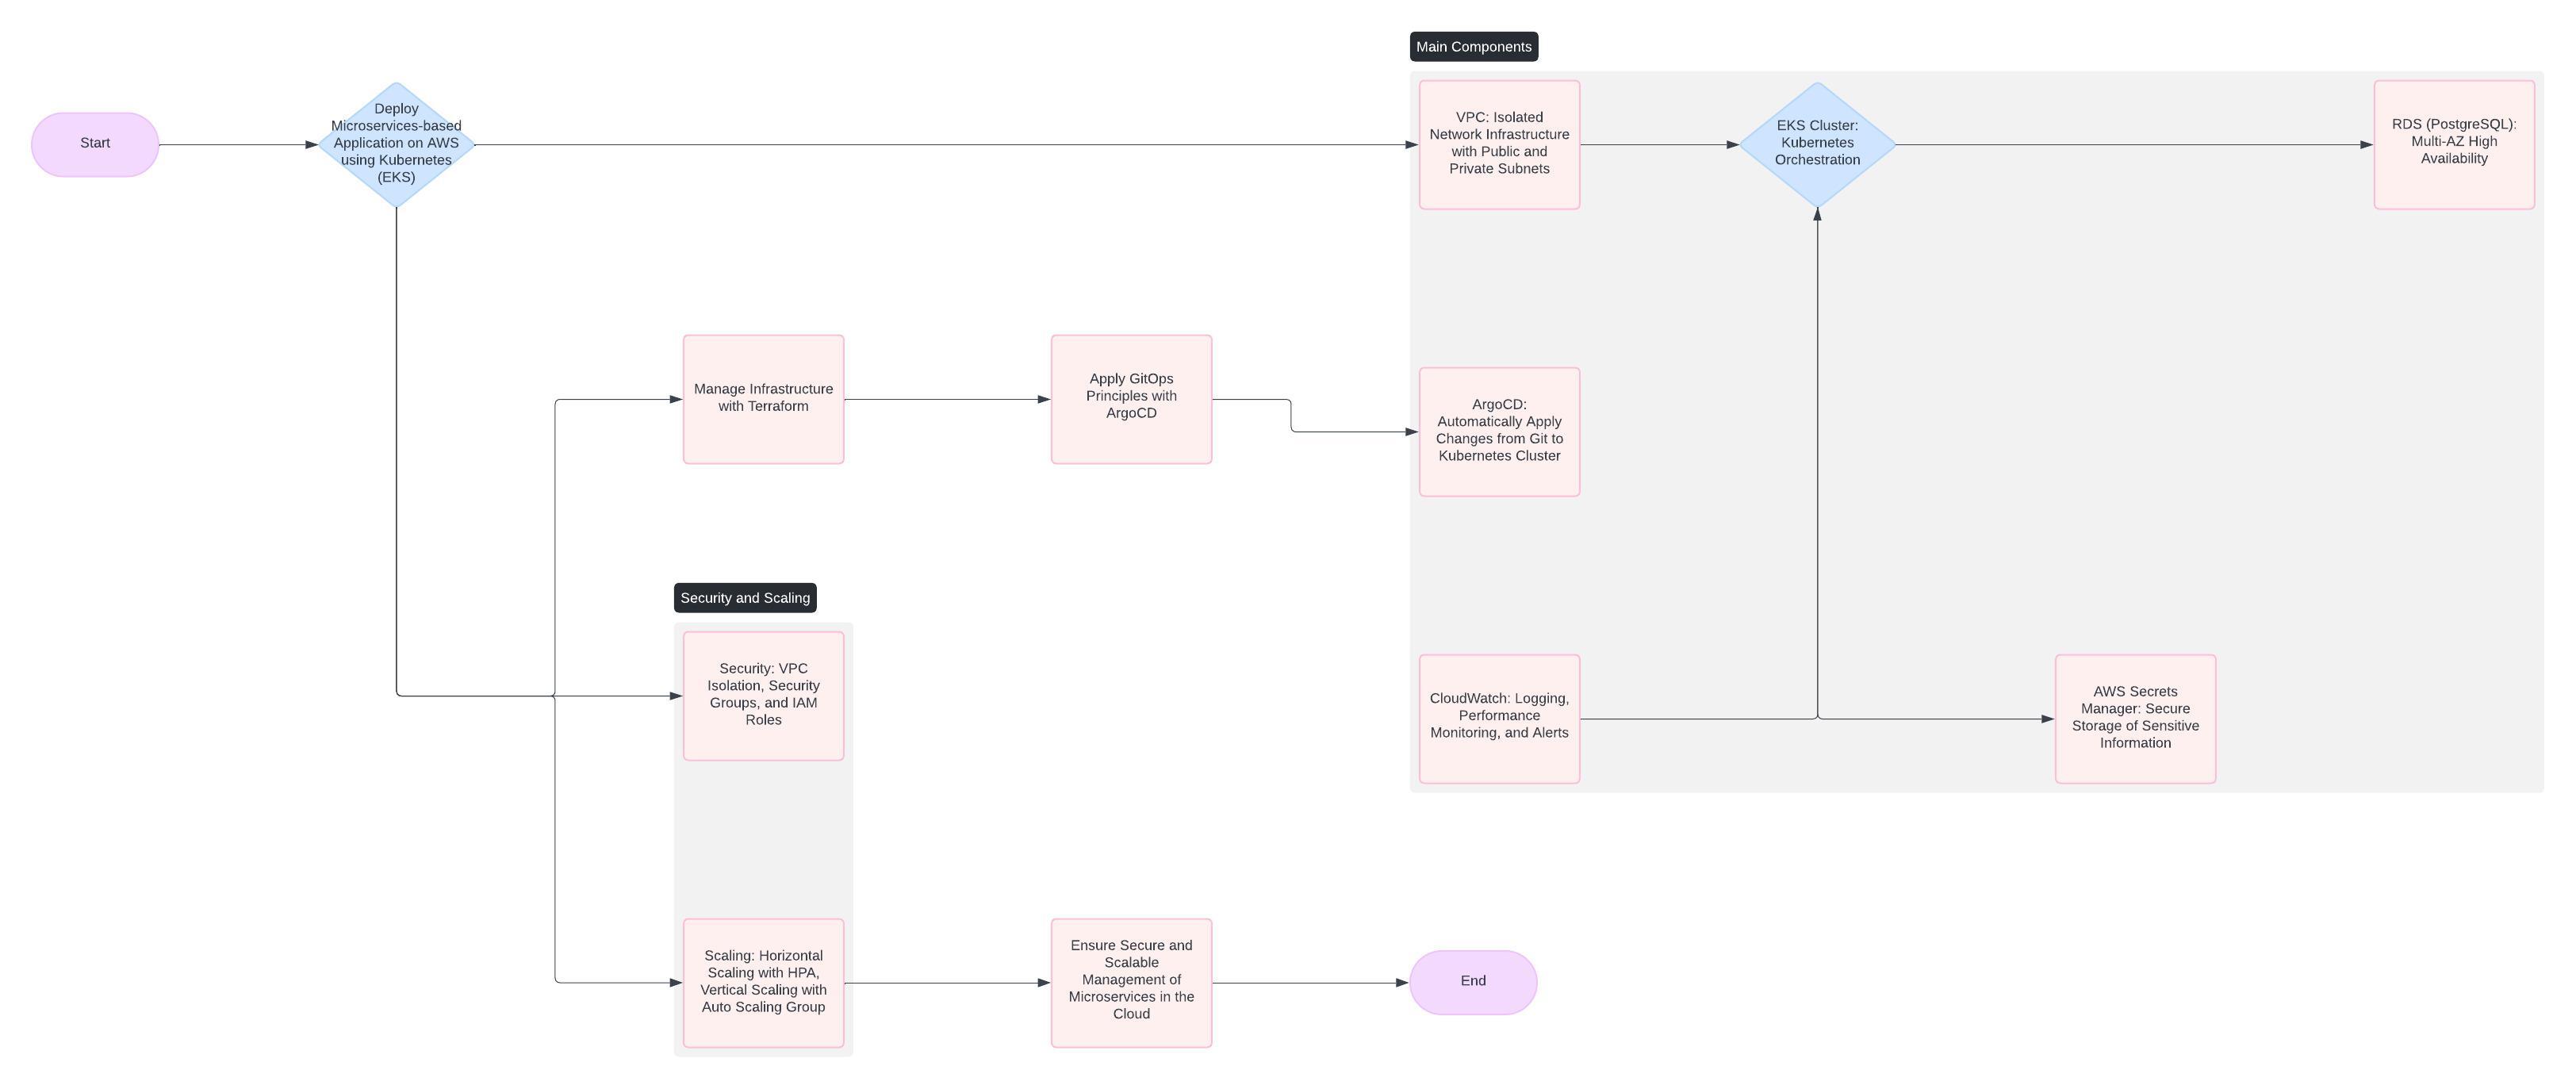 Main Components
Start
Deploy
Microservices-based
Application on AWS
using Kubernetes
(EKS)
VPC: Isolated
Network Infrastructure
with Public and
Private Subnets
EKS Cluster:
Kubernetes
Orchestration
RDS (PostgreSQL):
Multi-AZ High
Availability
Manage Infrastructure
with Terraform
Apply GitOps
Principles with
ArgoCD
ArgoCD:
Automatically Apply
Changes from Git to
Kubernetes Cluster
Security and Scaling
Security: VPC
Isolation, Security
Groups, and IAM
Roles
CloudWatch: Logging,
Performance
Monitoring, and Alerts
AWS Secrets
Manager: Secure
Storage of Sensitive
Information
Scaling: Horizontal
Scaling with HPA,
Vertical Scaling with
Auto Scaling Group
Ensure Secure and
Scalable
Management of
Microservices in the
Cloud
End